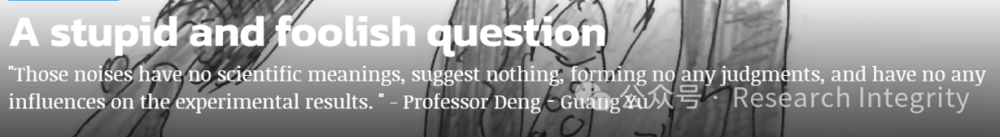 A stupid and foolish question
"Those noises have no scientific meanings, suggest nothing, forming no any judgments, and have no any
influences on the experimental results. " – Professor Deng - Guang Yu
公众号 · Research Integrity